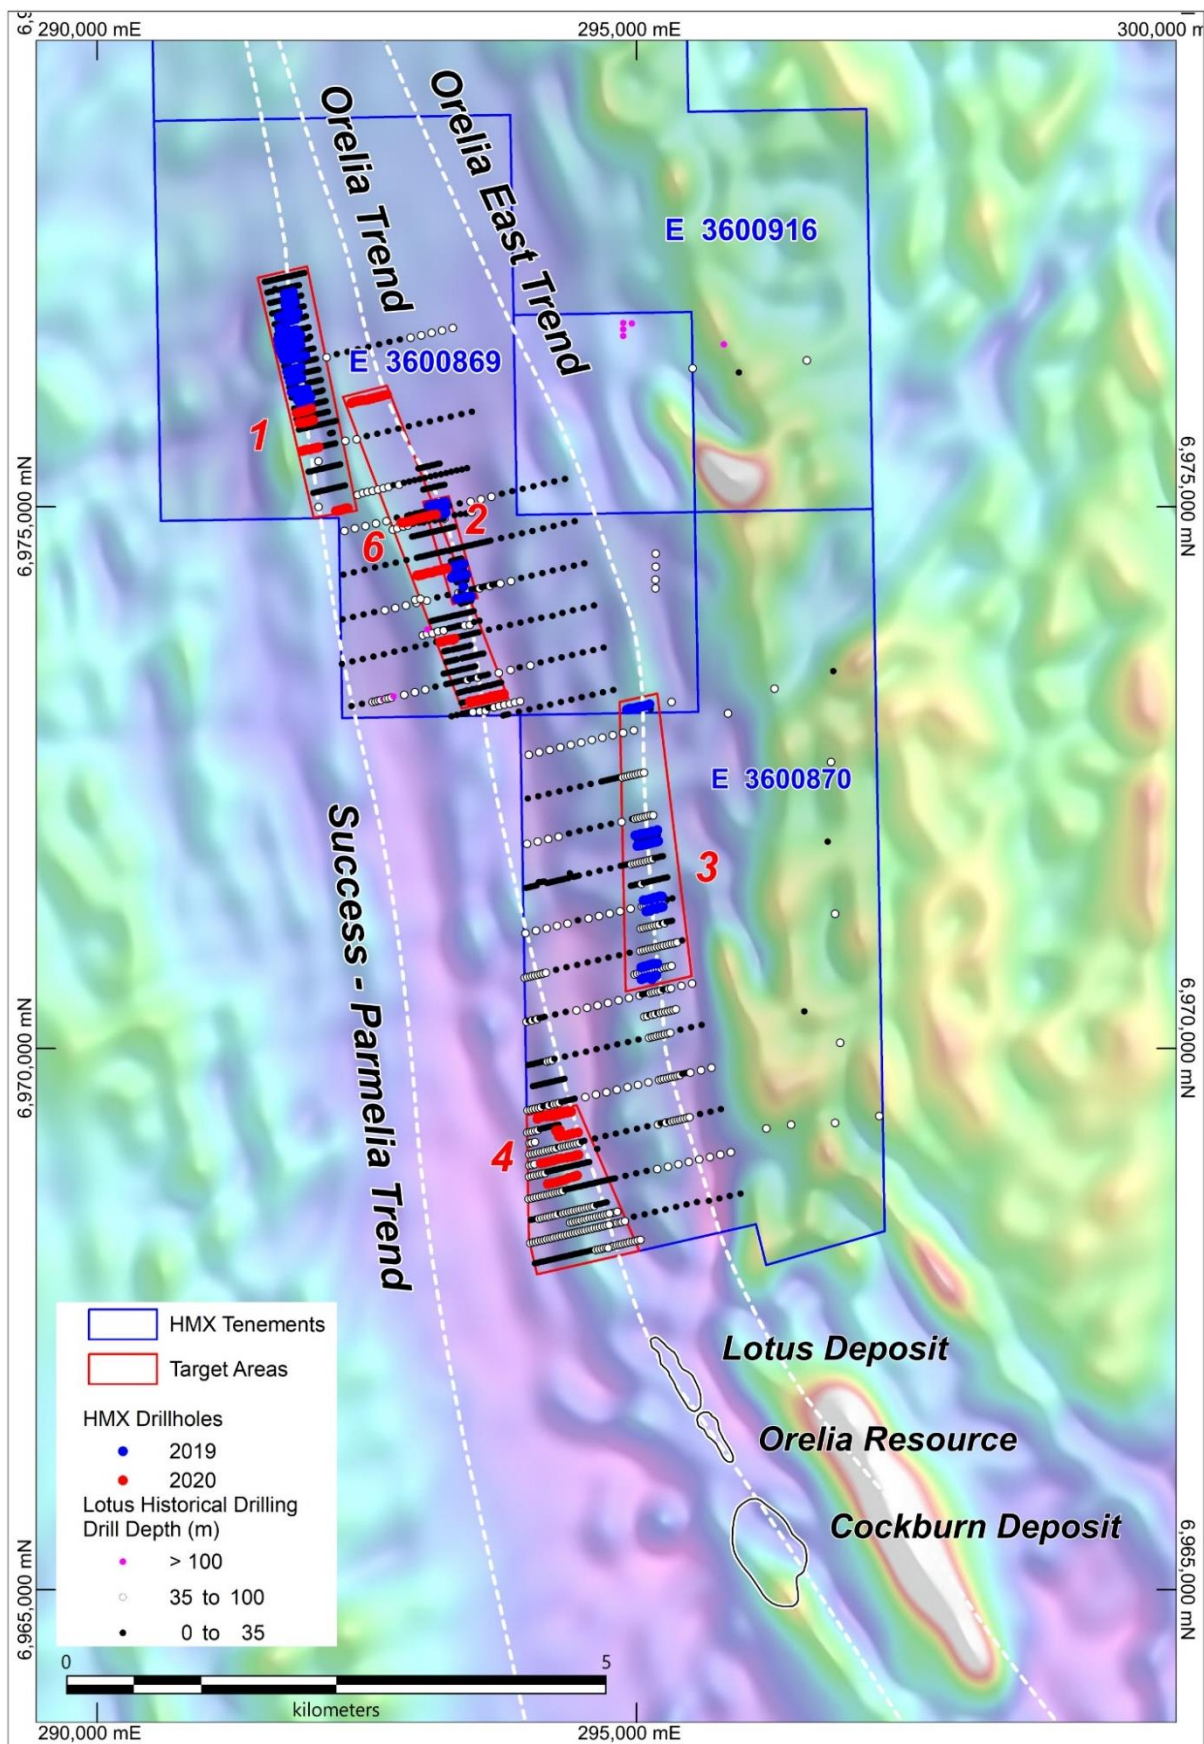 290,000 mE
295,000 mE
300,000 m
Orelia Trend
Orelia East Trend
E 3600916
E 3600869
1
2
6
6,975,000 mN
6,975,000 mN
E 3600870
3
Success - Parmelia Trend
6,970,000 mN
6,970,000 mN
4
Lotus Deposit
Orelia Resource
Cockburn Deposit
HMX Tenements
Target Areas
HMX Drillholes
2019
2020
Lotus Historical Drilling
Drill Depth (m)
> 100
35 to 100
0 to 35
6,965,000 mN
6,965,000 mN
0
5
kilometers
290,000 mE
295,000 mE